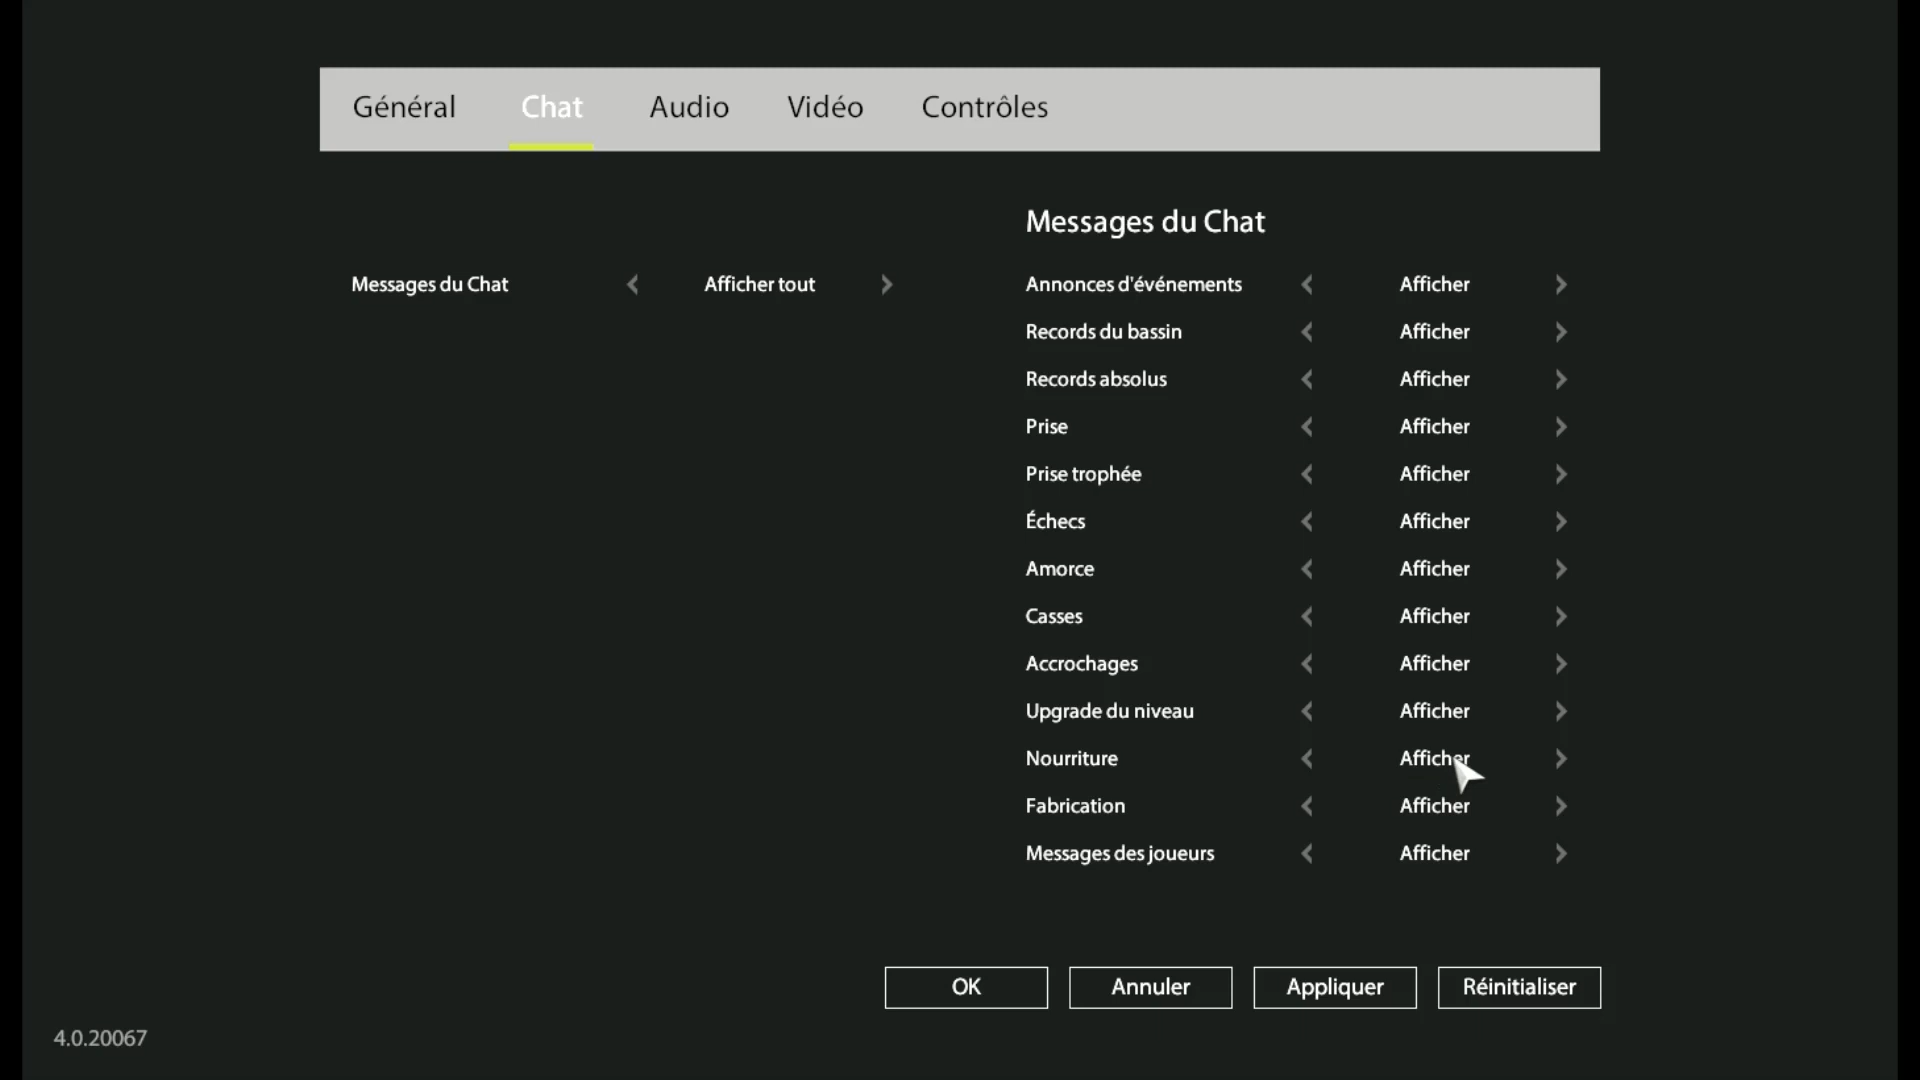 Général Chat Audio Vidéo Contrôles
Messages du Chat
Messages du Chat Afficher tout
Annonces d'événements Afficher
Records du bassin Afficher
Records absolus Afficher
Prise Afficher
Prise trophée Afficher
Échecs Afficher
Amorce Afficher
Casses Afficher
Accrochages Afficher
Upgrade du niveau Afficher
Nourriture Afficher
Fabrication Afficher
Messages des joueurs Afficher
OK Annuler Appliquer Réinitialiser
4.0.20067